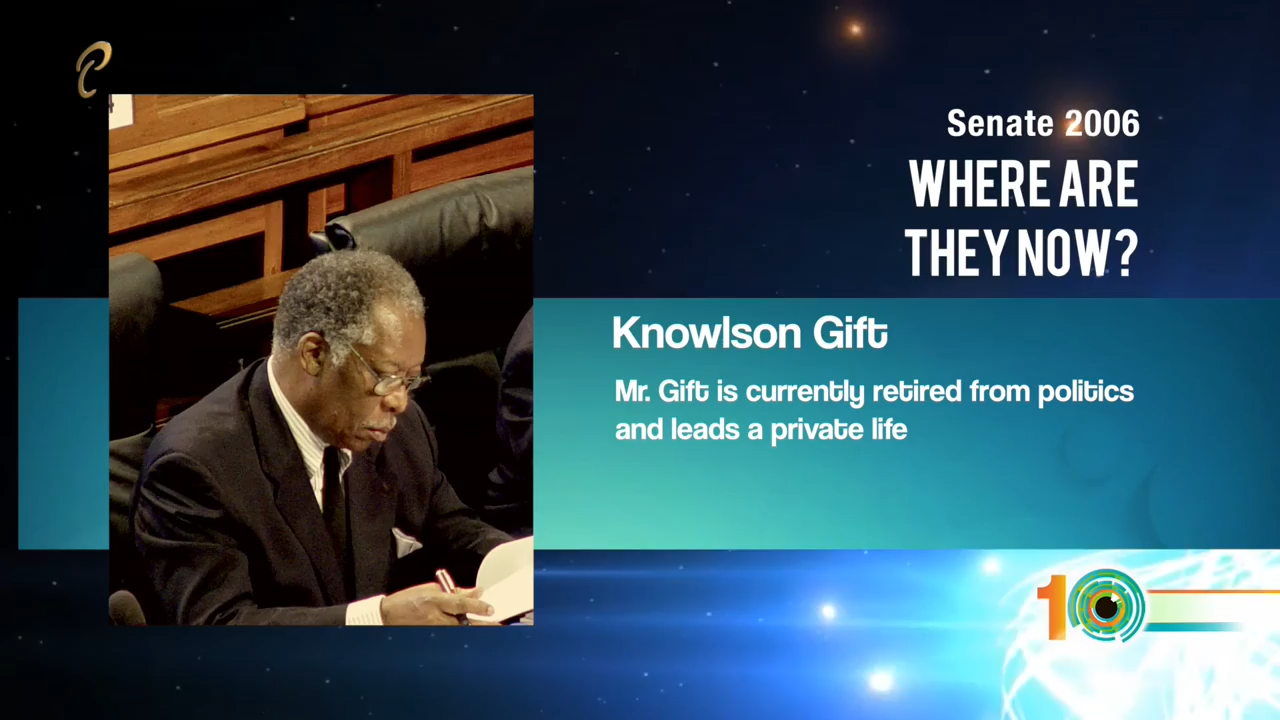 Senate 2006
WHERE ARE
THEY NOW?
Knowlson Gift
Mr. Gift is currently retired from politics
and leads a private life
10